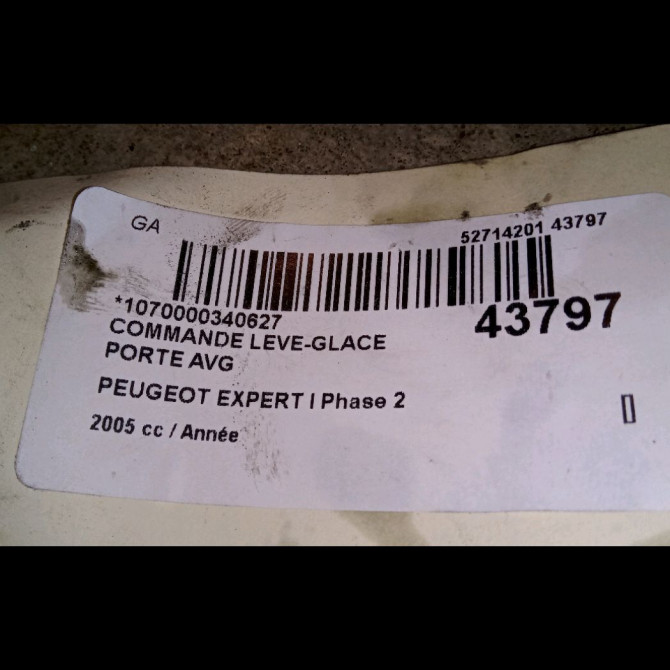 GA
52714201 43797
*1070000340627
43797
COMMANDE LEVE-GLACE
PORTE AVG
PEUGEOT EXPERT I Phase 2
2005 cc / Année